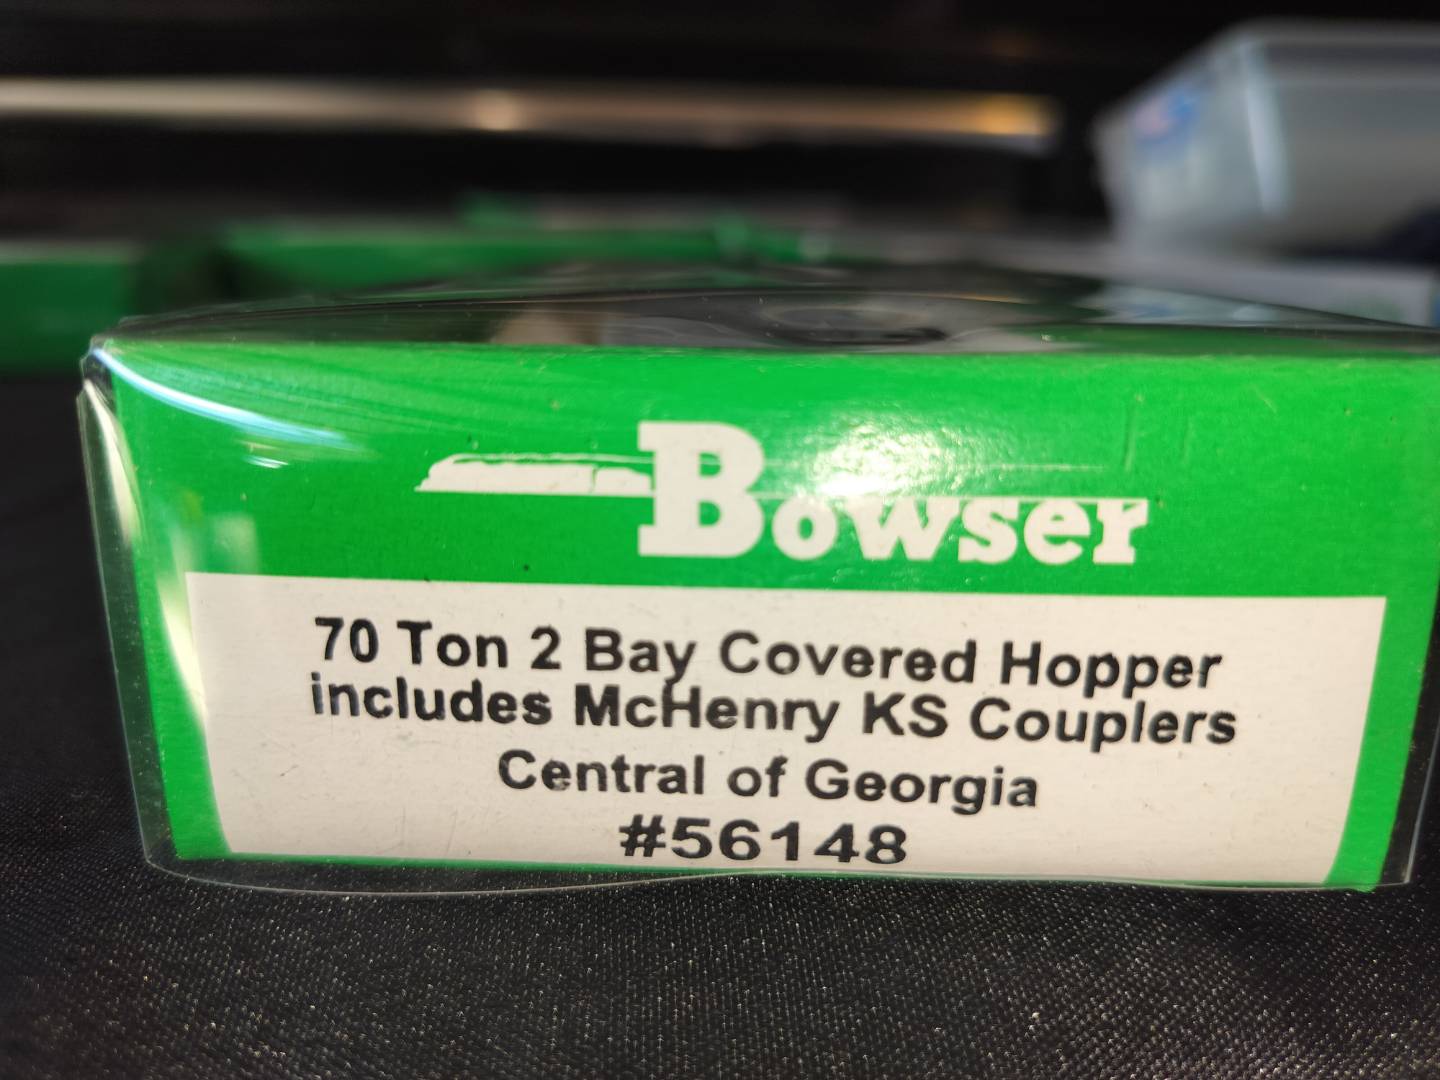 Bowser
70 Ton 2 Bay Covered Hopper
includes McHenry KS Couplers
Central of Georgia
#56148